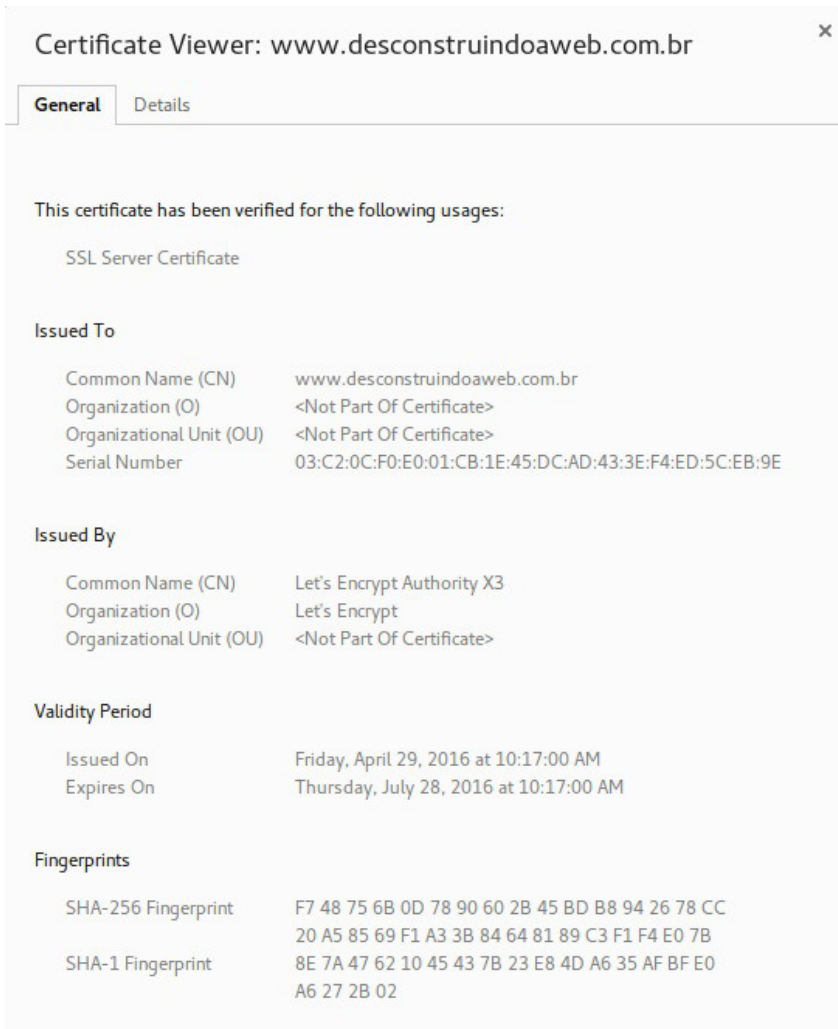 Certificate Viewer: www.desconstruindoaweb.com.br ×
General Details
This certificate has been verified for the following usages:
SSL Server Certificate
Issued To
Common Name (CN) www.desconstruindoaweb.com.br
Organization (O) <Not Part Of Certificate>
Organizational Unit (OU) <Not Part Of Certificate>
Serial Number 03:C2:0C:F0:E0:01:CB:1E:45:DC:AD:43:3E:F4:ED:5C:EB:9E
Issued By
Common Name (CN) Let's Encrypt Authority X3
Organization (O) Let's Encrypt
Organizational Unit (OU) <Not Part Of Certificate>
Validity Period
Issued On Friday, April 29, 2016 at 10:17:00 AM
Expires On Thursday, July 28, 2016 at 10:17:00 AM
Fingerprints
SHA-256 Fingerprint F7 48 75 6B 0D 78 90 60 2B 45 BD B8 94 26 78 CC
20 A5 85 69 F1 A3 3B 84 64 81 89 C3 F1 F4 E0 7B
SHA-1 Fingerprint 8E 7A 47 62 10 45 43 7B 23 E8 4D A6 35 AF BF E0
A6 27 2B 02